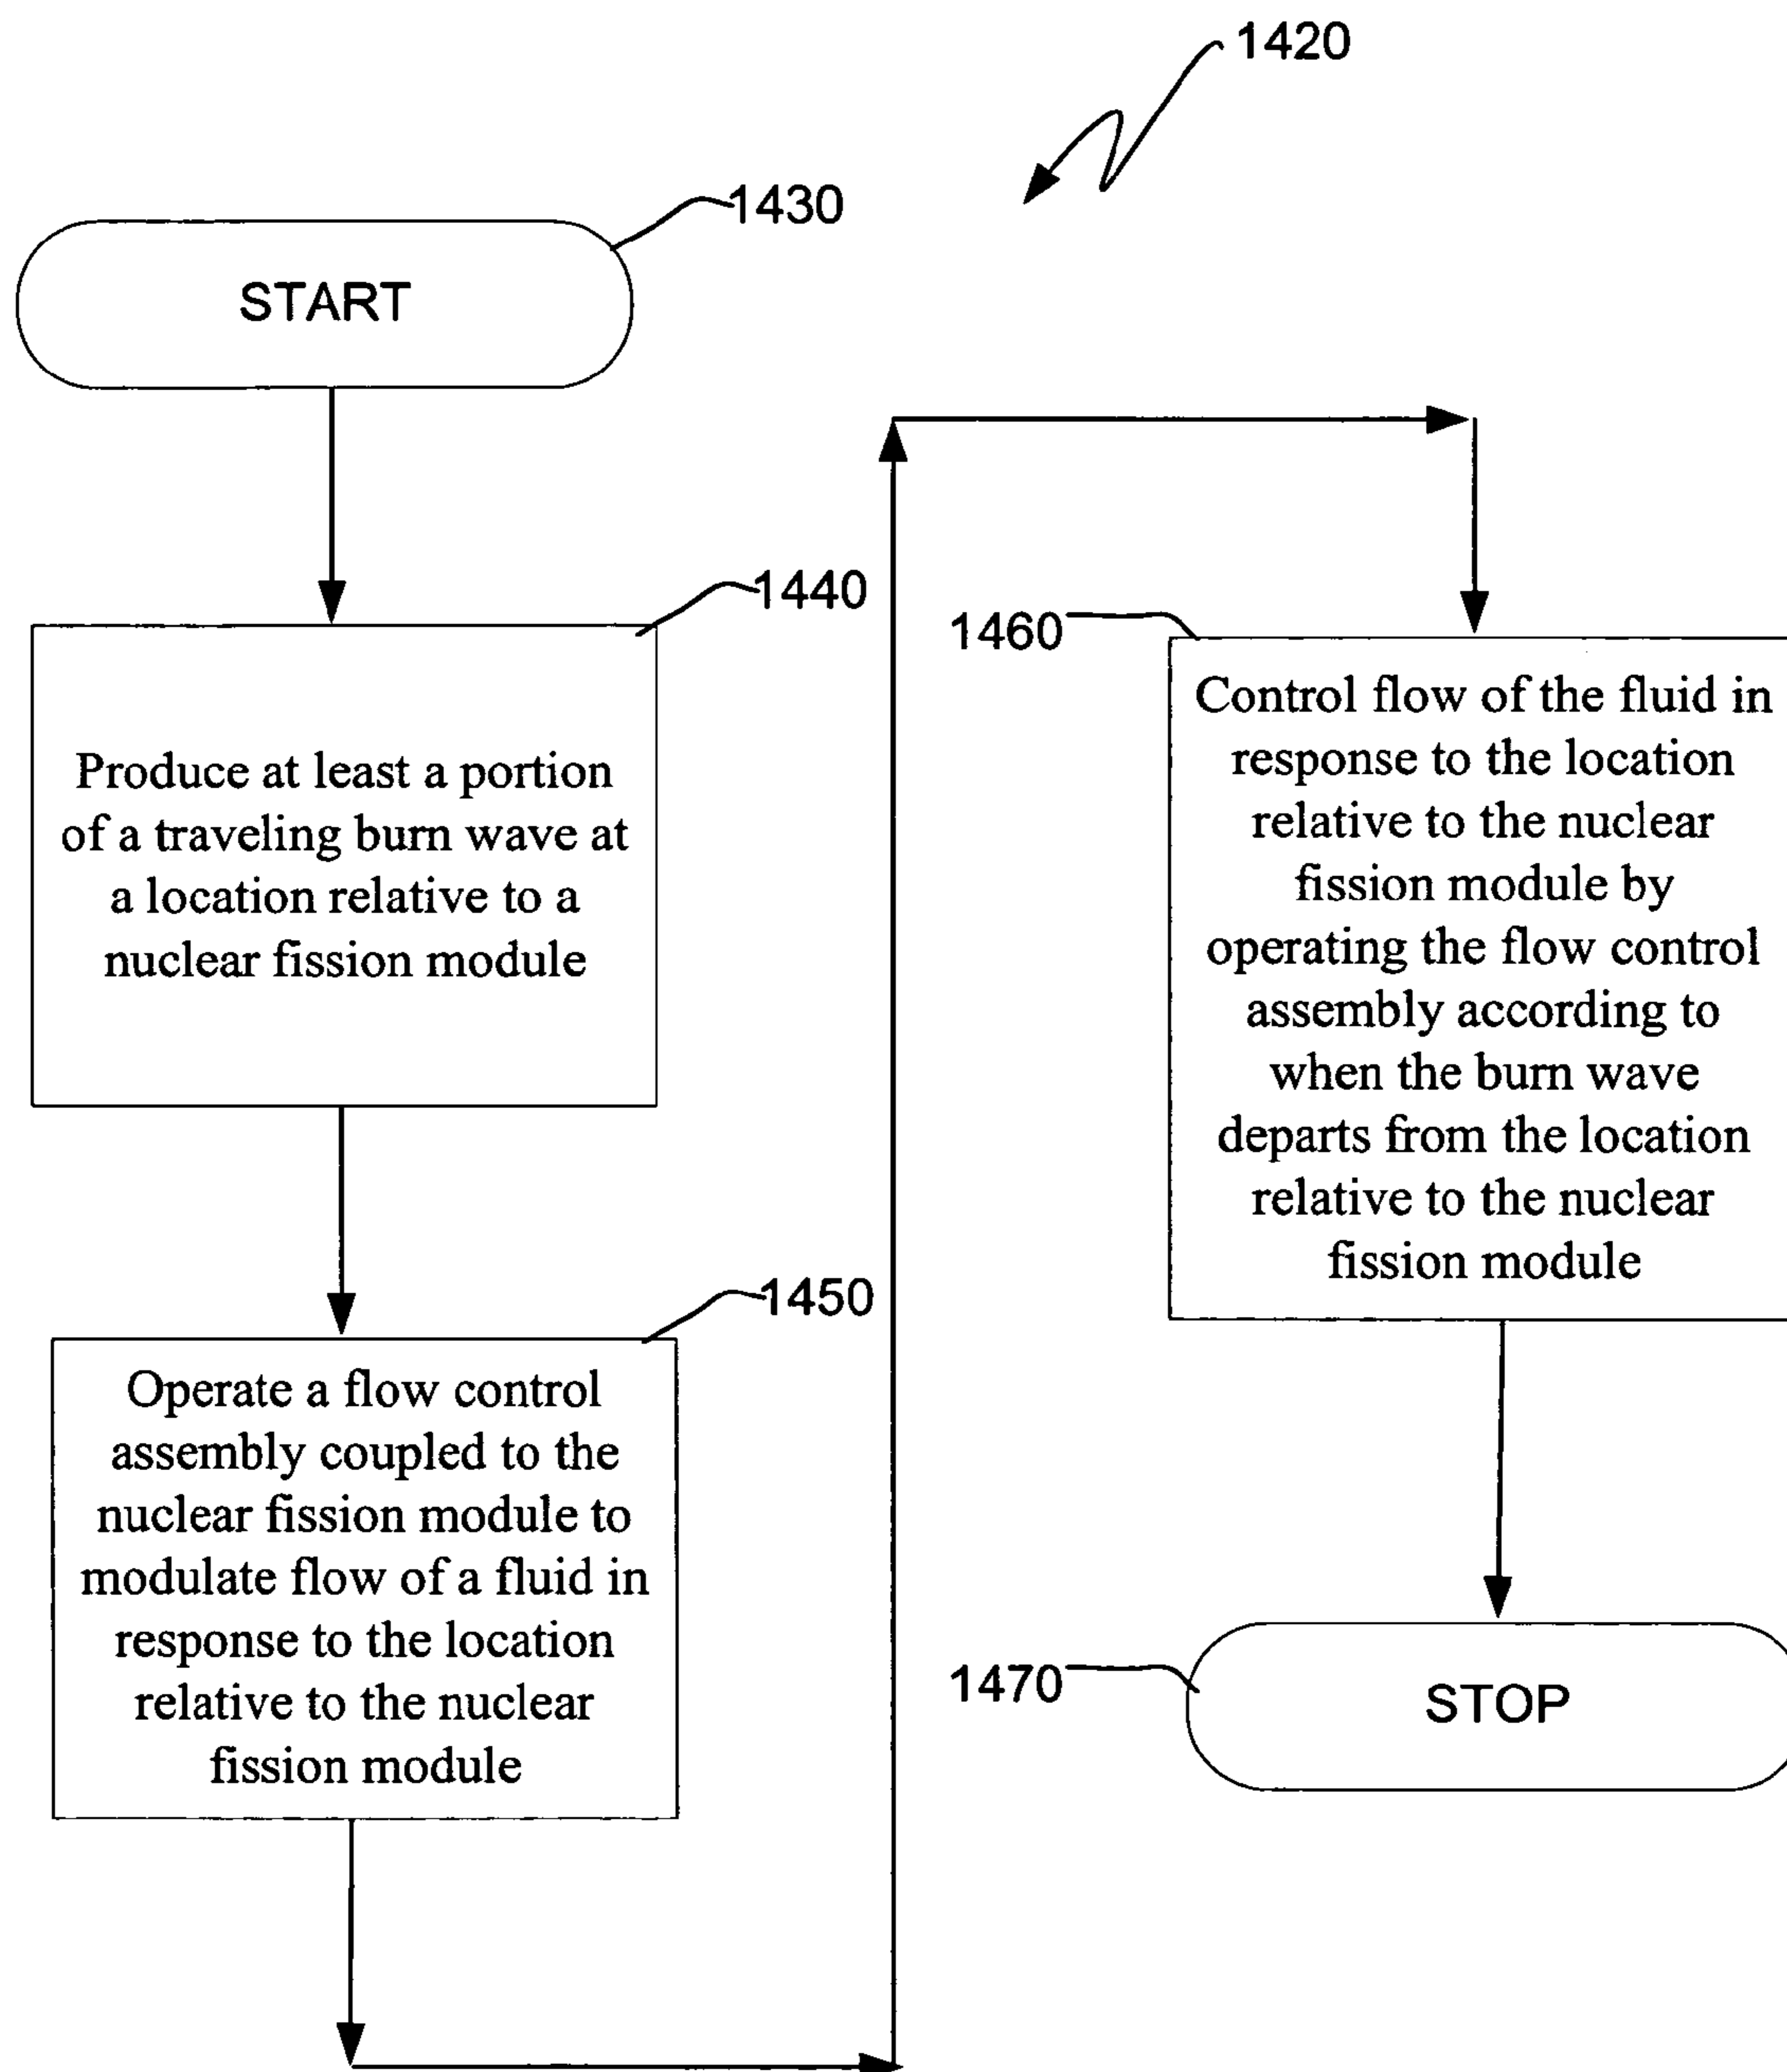 1420
1430
START
1440
Produce at least a portion
of a traveling burn wave at
a location relative to a
nuclear fission module
1450
Operate a flow control
assembly coupled to the
nuclear fission module to
modulate flow of a fluid in
response to the location
relative to the nuclear
fission module
1460
Control flow of the fluid in
response to the location
relative to the nuclear
fission module by
operating the flow control
assembly according to
when the burn wave
departs from the location
relative to the nuclear
fission module
1470
STOP